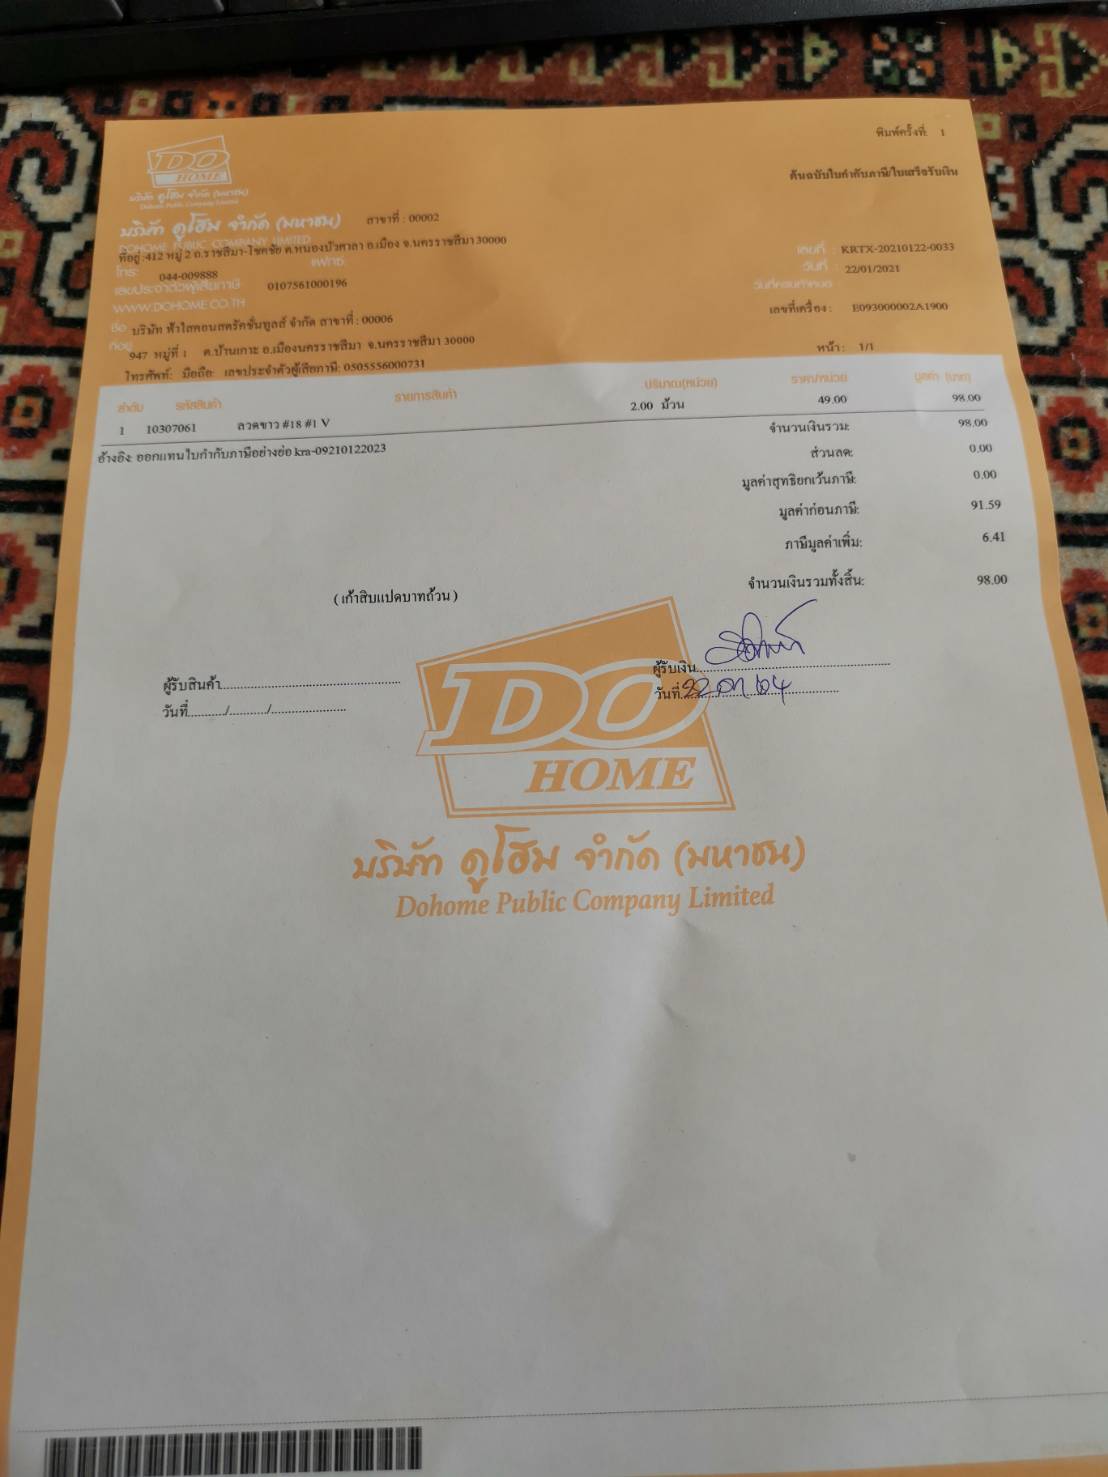 พิมพ์ครั้งที่: 1
DO
HOME
บริษัท ดูโฮม จำกัด (มหาชน)
Dohome Public Company Limited
ต้นฉบับใบกำกับภาษี/ใบเสร็จรับเงิน
บริษัท ดูโฮม จำกัด (มหาชน) สาขาที่ : 00002
DOHOME PUBLIC COMPANY LIMITED
ที่อยู่ :412 หมู่ 2 ถ.ราชสีมา-โชคชัย ต.หนองบัวศาลา อ.เมือง จ.นครราชสีมา 30000
เลขที่ : KRTX-20210122-0033
โทร: 044-009888 แฟกซ์:
วันที่ : 22/01/2021
เลขประจำตัวผู้เสียภาษี 0107561000196
วันที่ครบกำหนด
WWW.DOHOME.CO.TH
เลขที่เครื่อง : E093000002A1900
ชื่อ บริษัท ฟ้าใสคอนสตรัคชั่นทูลส์ จำกัด สาขาที่ : 00006
ที่อยู่ 947 หมู่ที่ 1 ต.บ้านเกาะ อ.เมืองนครราชสีมา จ.นครราชสีมา 30000
หน้า : 1/1
โทรศัพท์: มือถือ: เลขประจำตัวผู้เสียภาษี: 0505556000731
ลำดับ รหัสสินค้า รายการสินค้า ปริมาณ(หน่วย) ราคา/หน่วย มูลค่า (บาท)
1 10307061 ลวดขาว #18 #1 V 2.00 ม้วน 49.00 98.00
อ้างอิง: ออกแทนใบกำกับภาษีอย่างย่อ kra-09210122023
จำนวนเงินรวม: 98.00
ส่วนลด: 0.00
มูลค่าสุทธิยกเว้นภาษี: 0.00
มูลค่าก่อนภาษี: 91.59
ภาษีมูลค่าเพิ่ม: 6.41
(เก้าสิบแปดบาทถ้วน) จำนวนเงินรวมทั้งสิ้น: 98.00
ผู้รับสินค้า ผู้รับเงิน
วันที่ / / วันที่ 22 01 64
DO
HOME
บริษัท ดูโฮม จำกัด (มหาชน)
Dohome Public Company Limited